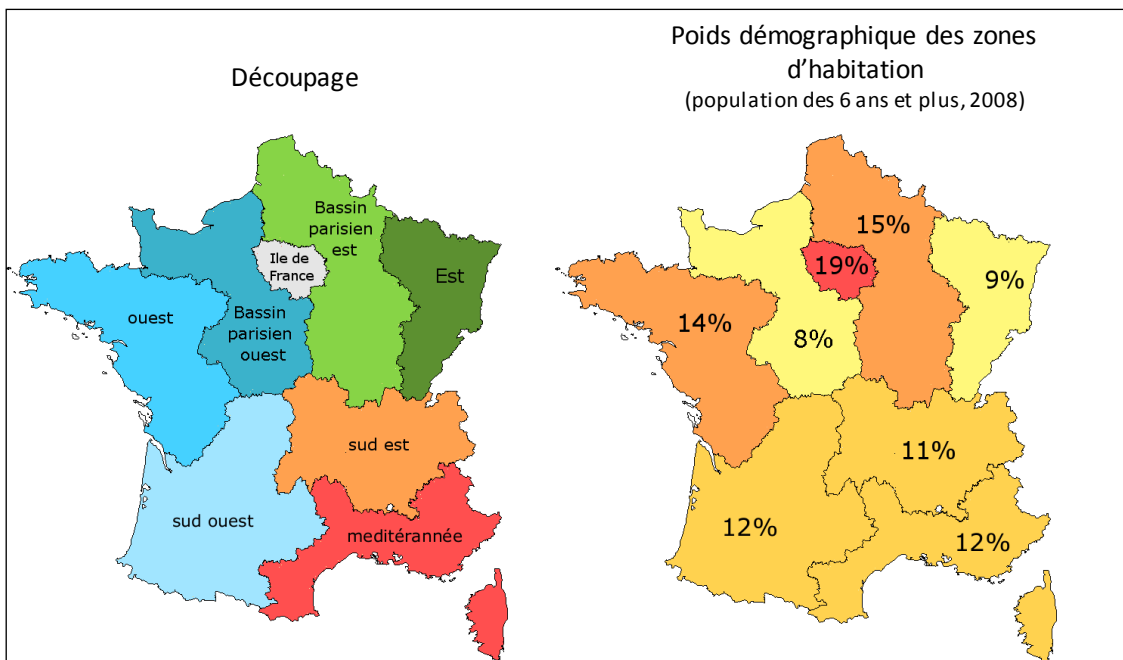 Découpage
Bassin
parisien
est
Ile de
France
Est
ouest
Bassin
parisien
ouest
sud est
sud ouest
meditérannée
Poids démographique des zones
d'habitation
(population des 6 ans et plus, 2008)
15%
19%
9%
14%
8%
11%
12%
12%